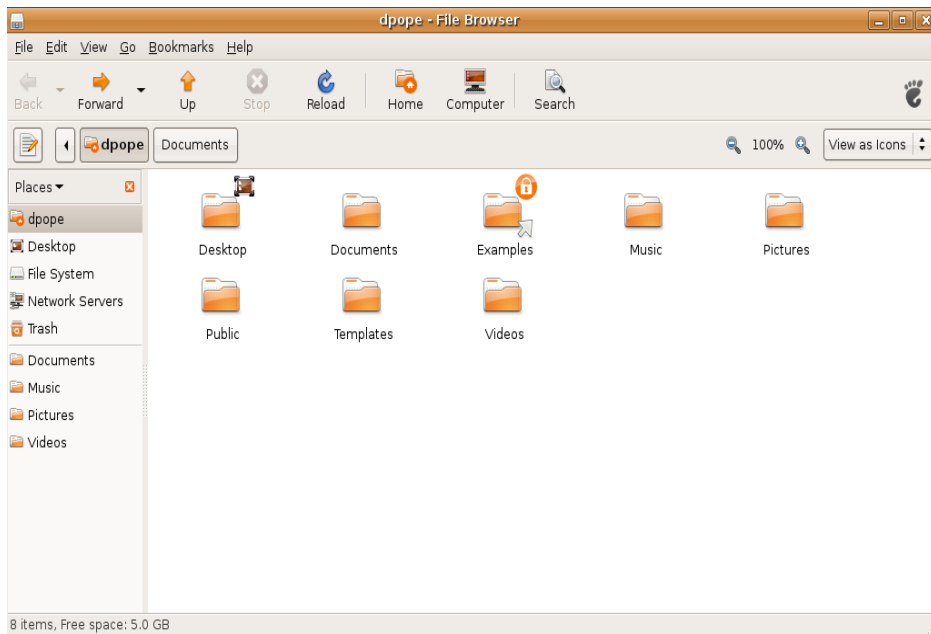 dpope - File Browser
File Edit View Go Bookmarks Help
Back Forward Up Stop Reload Home Computer Search
dpope Documents 100% View as Icons
Places
dpope
Desktop
File System
Network Servers
Trash
Documents
Music
Pictures
Videos
Desktop Documents Examples Music Pictures
Public Templates Videos
8 items, Free space: 5.0 GB